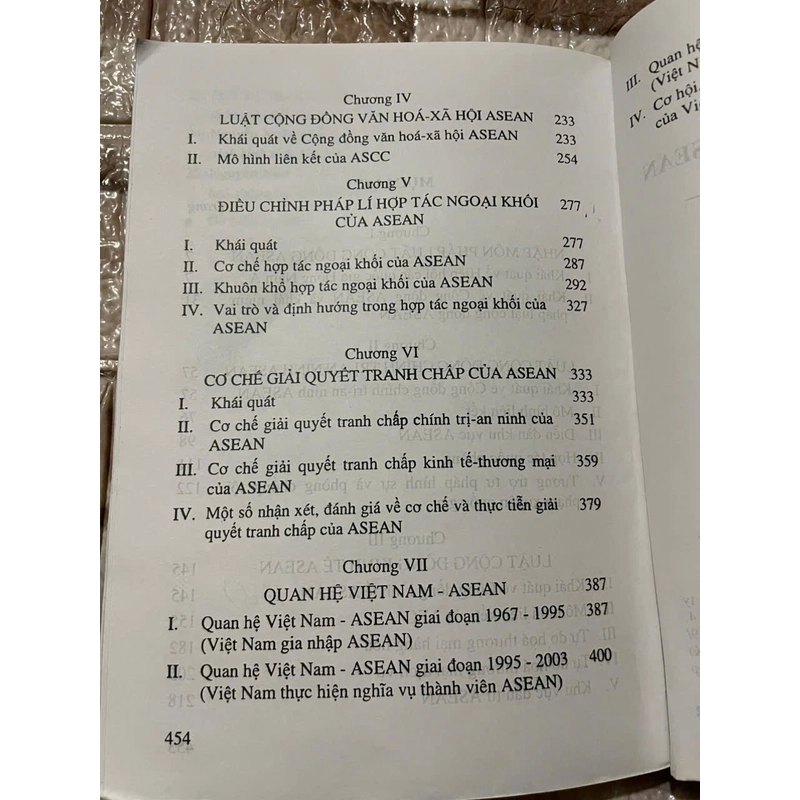 Chương IV
LUẬT CỘNG ĐỒNG VĂN HOÁ-XÃ HỘI ASEAN 233
I. Khái quát về Cộng đồng văn hoá-xã hội ASEAN 233
II. Mô hình liên kết của ASCC 254
Chương V
ĐIỀU CHỈNH PHÁP LÍ HỢP TÁC NGOẠI KHỐI 277
CỦA ASEAN
I. Khái quát 277
II. Cơ chế hợp tác ngoại khối của ASEAN 287
III. Khuôn khổ hợp tác ngoại khối của ASEAN 292
IV. Vai trò và định hướng trong hợp tác ngoại khối của 327
ASEAN
Chương VI
CƠ CHẾ GIẢI QUYẾT TRANH CHẤP CỦA ASEAN 333
I. Khái quát 333
II. Cơ chế giải quyết tranh chấp chính trị-an ninh của 351
ASEAN
III. Cơ chế giải quyết tranh chấp kinh tế-thương mại 359
của ASEAN
IV. Một số nhận xét, đánh giá về cơ chế và thực tiễn giải 379
quyết tranh chấp của ASEAN
Chương VII
QUAN HỆ VIỆT NAM - ASEAN 387
I. Quan hệ Việt Nam - ASEAN giai đoạn 1967 - 1995 387
(Việt Nam gia nhập ASEAN)
II. Quan hệ Việt Nam - ASEAN giai đoạn 1995 - 2003 400
(Việt Nam thực hiện nghĩa vụ thành viên ASEAN)
454
III. Quan hệ
(Việt N
IV. Cơ hội,
của Vi